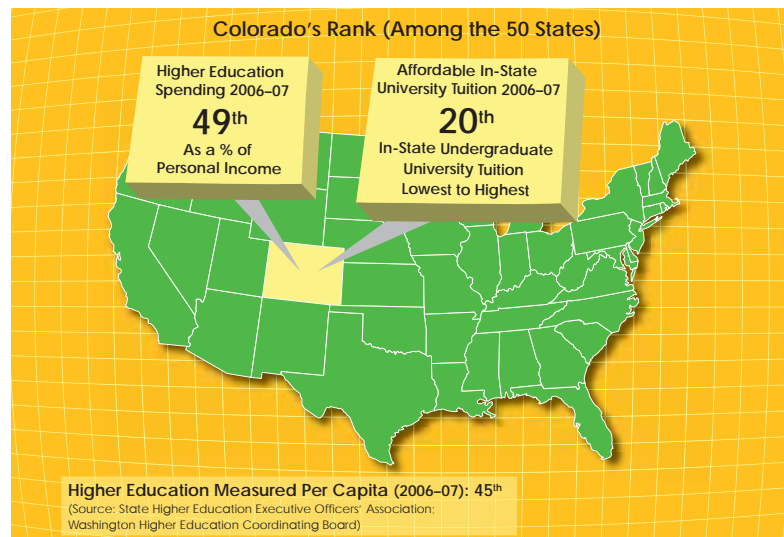 Colorado's Rank (Among the 50 States)
Higher Education
Spending 2006–07
49th
As a % of
Personal Income
Affordable In-State
University Tuition 2006–07
20th
In-State Undergraduate
University Tuition
Lowest to Highest
Higher Education Measured Per Capita (2006–07): 45th
(Source: State Higher Education Executive Officers' Association;
Washington Higher Education Coordinating Board)